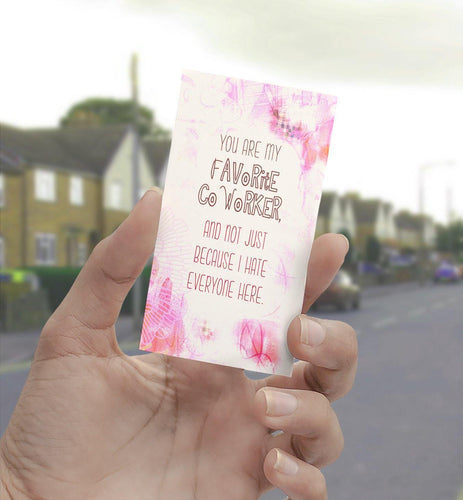 YOU ARE MY
FAVORITE
CO WORKER,
AND NOT JUST
BECAUSE I HATE
EVERYONE HERE.